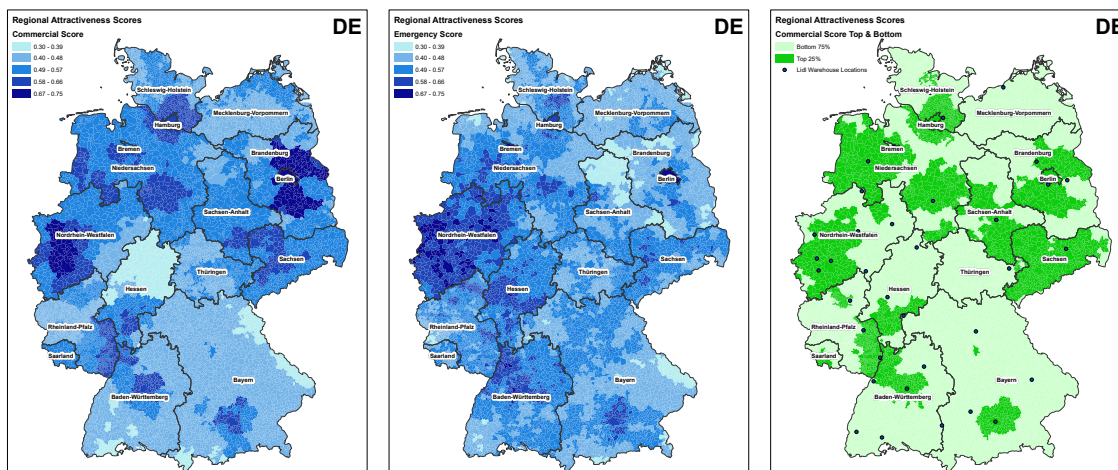 Regional Attractiveness Scores
DE
Commercial Score
0.30 - 0.39
0.40 - 0.48
0.49 - 0.57
0.58 - 0.66
0.67 - 0.75
Schleswig-Holstein
Mecklenburg-Vorpommern
Hamburg
Bremen
Brandenburg
Niedersachsen
Berlin
Sachsen-Anhalt
Nordrhein-Westfalen
Sachsen
Thüringen
Hessen
Rheinland-Pfalz
Saarland
Bayern
Baden-Württemberg
Regional Attractiveness Scores
DE
Emergency Score
0.30 - 0.39
0.40 - 0.48
0.49 - 0.57
0.58 - 0.66
0.67 - 0.75
Schleswig-Holstein
Mecklenburg-Vorpommern
Hamburg
Bremen
Brandenburg
Niedersachsen
Berlin
Sachsen-Anhalt
Nordrhein-Westfalen
Sachsen
Thüringen
Hessen
Rheinland-Pfalz
Saarland
Bayern
Baden-Württemberg
Regional Attractiveness Scores
DE
Commercial Score Top & Bottom
Bottom 75%
Top 25%
Lidl Warehouse Locations
Schleswig-Holstein
Mecklenburg-Vorpommern
Hamburg
Bremen
Brandenburg
Niedersachsen
Berlin
Sachsen-Anhalt
Nordrhein-Westfalen
Sachsen
Thüringen
Hessen
Rheinland-Pfalz
Saarland
Bayern
Baden-Württemberg